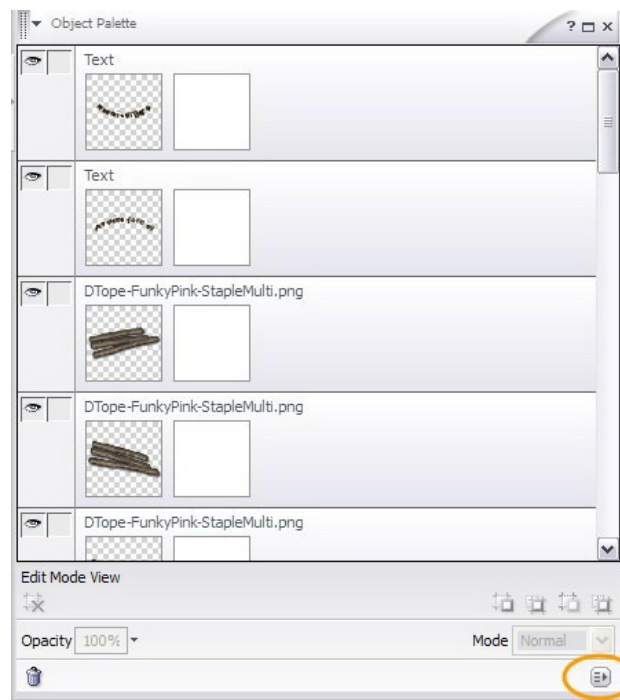 Object Palette
Text
Text
DTope-FunkyPink-StapleMulti.png
DTope-FunkyPink-StapleMulti.png
DTope-FunkyPink-StapleMulti.png
Edit Mode View
Opacity 100% Mode Normal